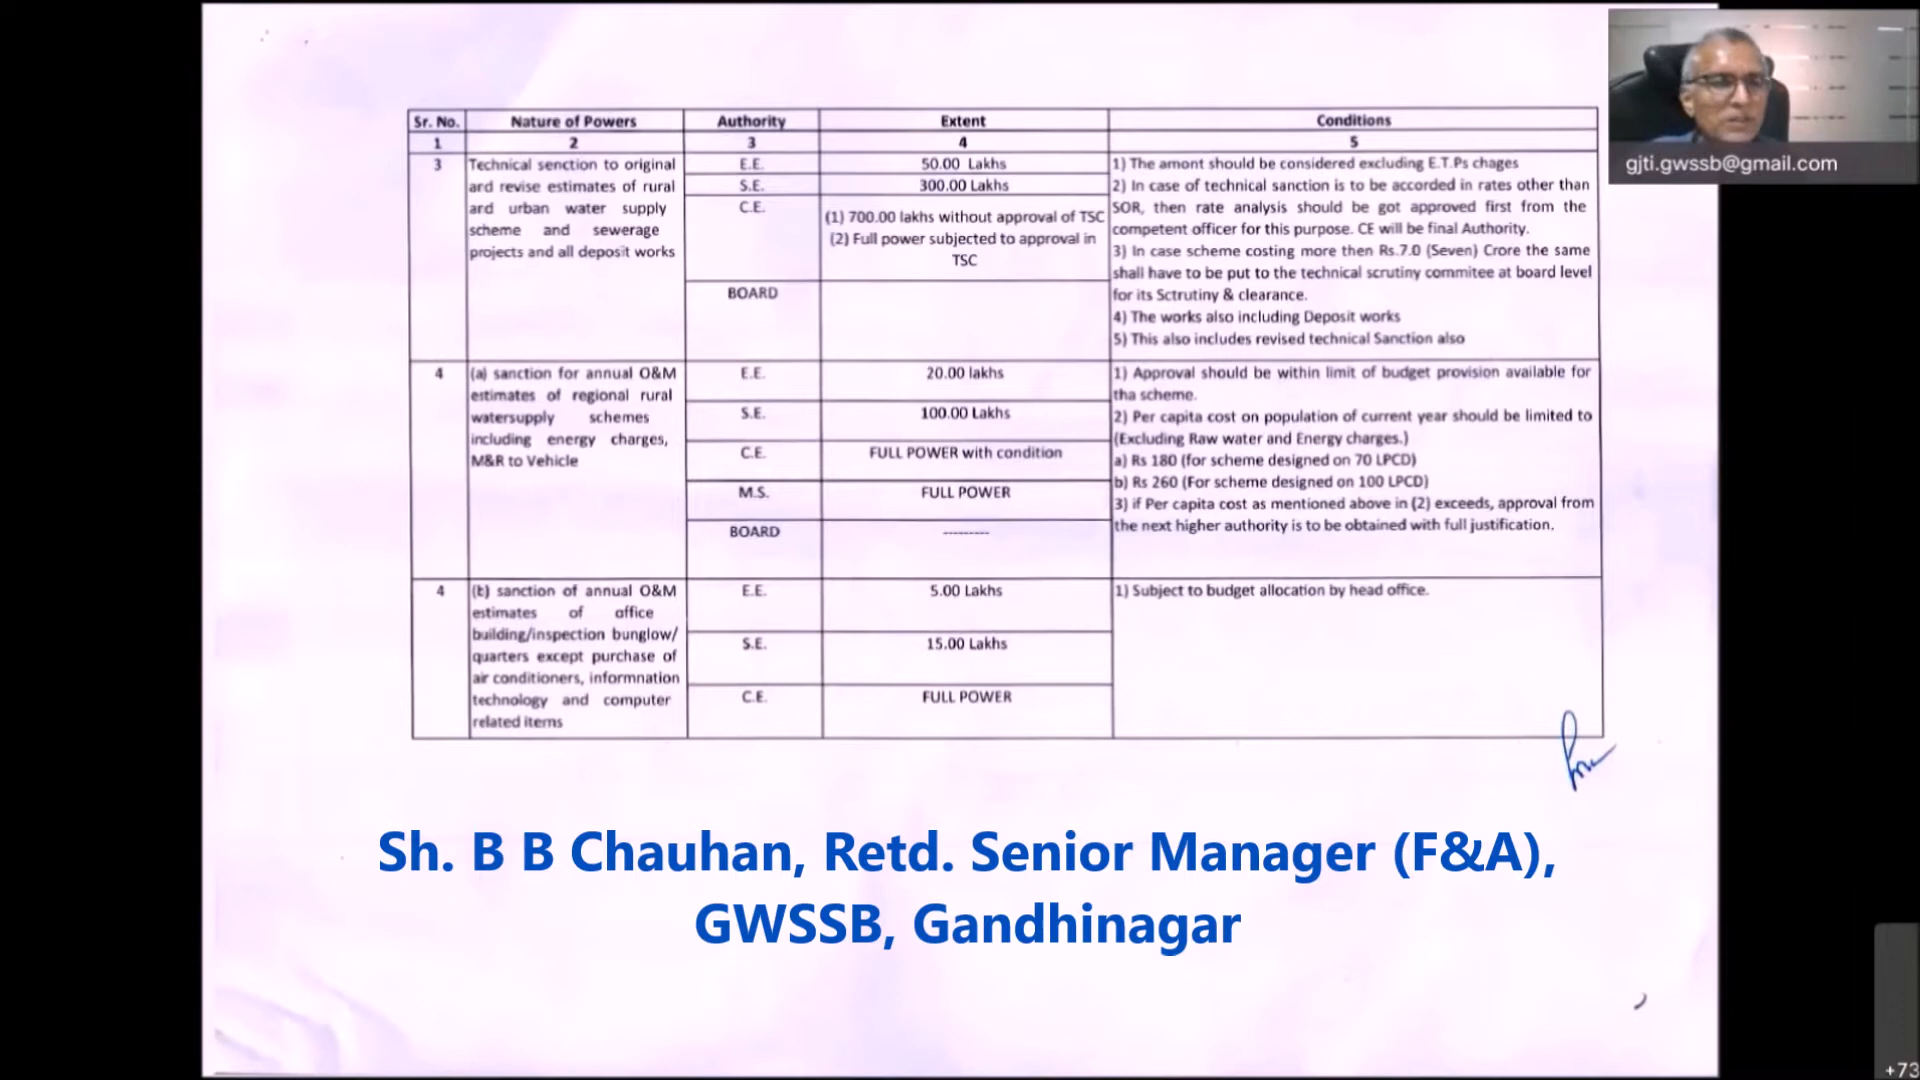 Sr. No. Nature of Powers Authority Extent Conditions
1 2 3 4 5
3
Technical senction to original
ard revise estimates of rural
ard urban water supply
scheme and sewerage
projects and all deposit works
E.E. 50.00 Lakhs
S.E. 300.00 Lakhs
C.E.
(1) 700.00 lakhs without approval of TSC
(2) Full power subjected to approval in
TSC
BOARD
1) The amont should be considered excluding E.T.Ps chages
2) In case of technical sanction is to be accorded in rates other than
SOR, then rate analysis should be got approved first from the
competent officer for this purpose. CE will be final Authority.
3) In case scheme costing more then Rs.7.0 (Seven) Crore the same
shall have to be put to the technical scrutiny commitee at board level
for its Sctrutiny & clearance.
4) The works also including Deposit works
5) This also includes revised technical Sanction also
4
(a) sanction for annual O&M
estimates of regional rural
watersupply schemes
including energy charges,
M&R to Vehicle
E.E. 20.00 lakhs
S.E. 100.00 Lakhs
C.E. FULL POWER with condition
M.S. FULL POWER
BOARD ---------
1) Approval should be within limit of budget provision available for
tha scheme.
2) Per capita cost on population of current year should be limited to
(Excluding Raw water and Energy charges.)
a) Rs 180 (for scheme designed on 70 LPCD)
b) Rs 260 (For scheme designed on 100 LPCD)
3) if Per capita cost as mentioned above in (2) exceeds, approval from
the next higher authority is to be obtained with full justification.
4
(b) sanction of annual O&M
estimates of office
building/inspection bunglow/
quarters except purchase of
air conditioners, informnation
technology and computer
related items
E.E. 5.00 Lakhs
S.E. 15.00 Lakhs
C.E. FULL POWER
1) Subject to budget allocation by head office.
Sh. B B Chauhan, Retd. Senior Manager (F&A),
GWSSB, Gandhinagar
gjti.gwssb@gmail.com
+73